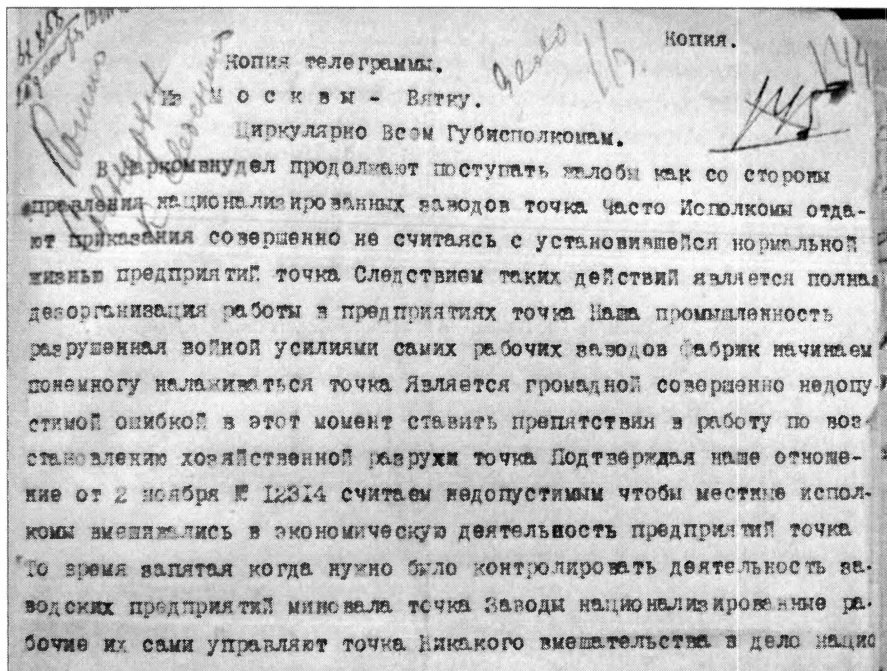 Копия.
Копия телеграммы.
Из Москвы - Вятку.
Циркулярно Всем Губисполкомам.
В Наркомвнудел продолжают поступать жалобы как со стороны
правления национализированных заводов точка Часто Исполкомы отда-
ют приказания совершенно не считаясь с установившейся нормальной
жизнью предприятий точка Следствием таких действий является полная
дезорганизация работы в предприятиях точка Наша промышленность
разрушенная войной усилиями самих рабочих заводов фабрик начинаем
понемногу налаживаться точка Является громадной совершенно недопу-
стимой ошибкой в этот момент ставить препятствия в работу по воз-
становлению хозяйственной разрухи точка Подтверждая наше отноше-
ние от 2 ноября № 12314 считаем недопустимым чтобы местные испол-
комы вмешивались в экономическую деятельность предприятий точка
То время запятая когда нужно было контролировать деятельность за-
водских предприятий миновала точка Заводы национализированные ра-
бочие их сами управляют точка Никакого вмешательства в дело нацио